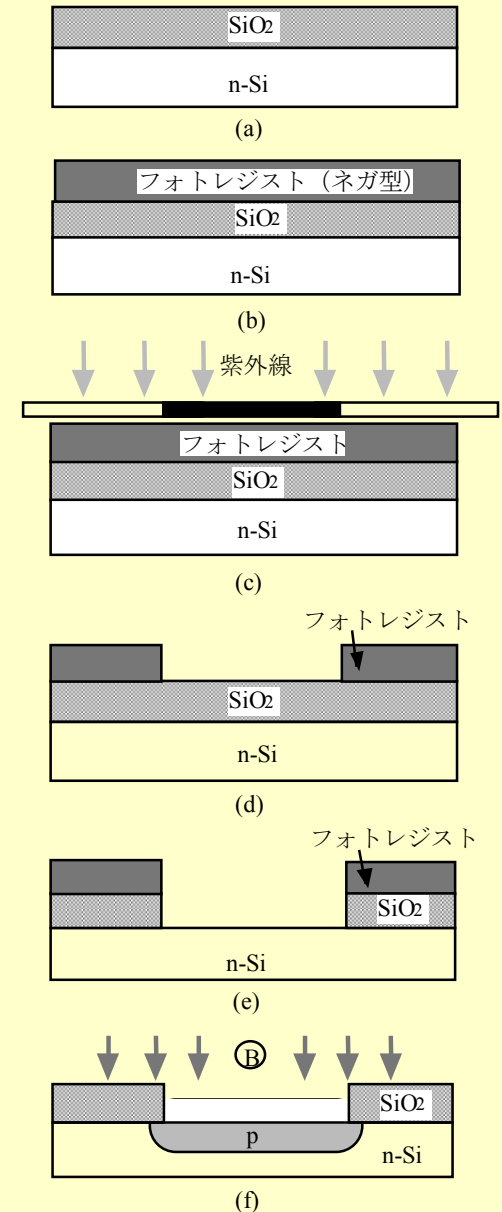 SiO2
n-Si
(a)
フォトレジスト（ネガ型）
SiO2
n-Si
(b)
紫外線
フォトレジスト
SiO2
n-Si
(c)
フォトレジスト
SiO2
n-Si
(d)
フォトレジスト
SiO2
n-Si
(e)
B
SiO2
p
n-Si
(f)